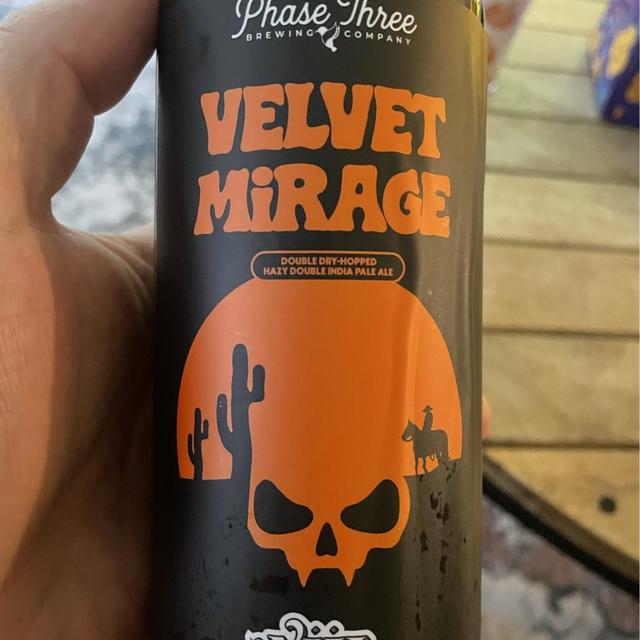 Phase Three
BREWING COMPANY
VELVET
MiRAGE
DOUBLE DRY-HOPPED
HAZY DOUBLE INDIA PALE ALE